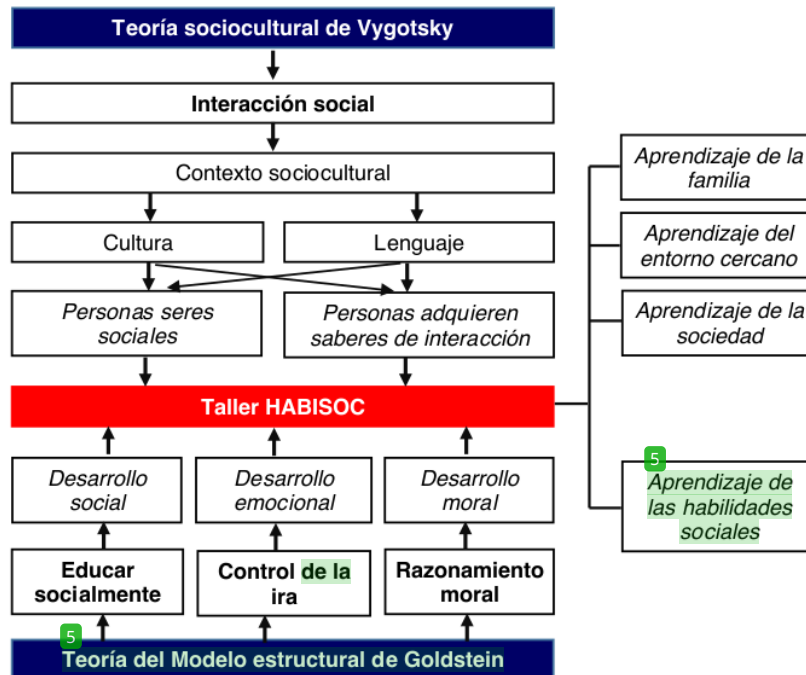 Teoría sociocultural de Vygotsky
Interacción social
Contexto sociocultural
Cultura
Lenguaje
Personas seres
sociales
Personas adquieren
saberes de interacción
Taller HABISOC
Desarrollo
social
Desarrollo
emocional
Desarrollo
moral
Educar
socialmente
Control de la
ira
Razonamiento
moral
5
Teoría del Modelo estructural de Goldstein
Aprendizaje de la
familia
Aprendizaje del
entorno cercano
Aprendizaje de la
sociedad
5
Aprendizaje de
las habilidades
sociales